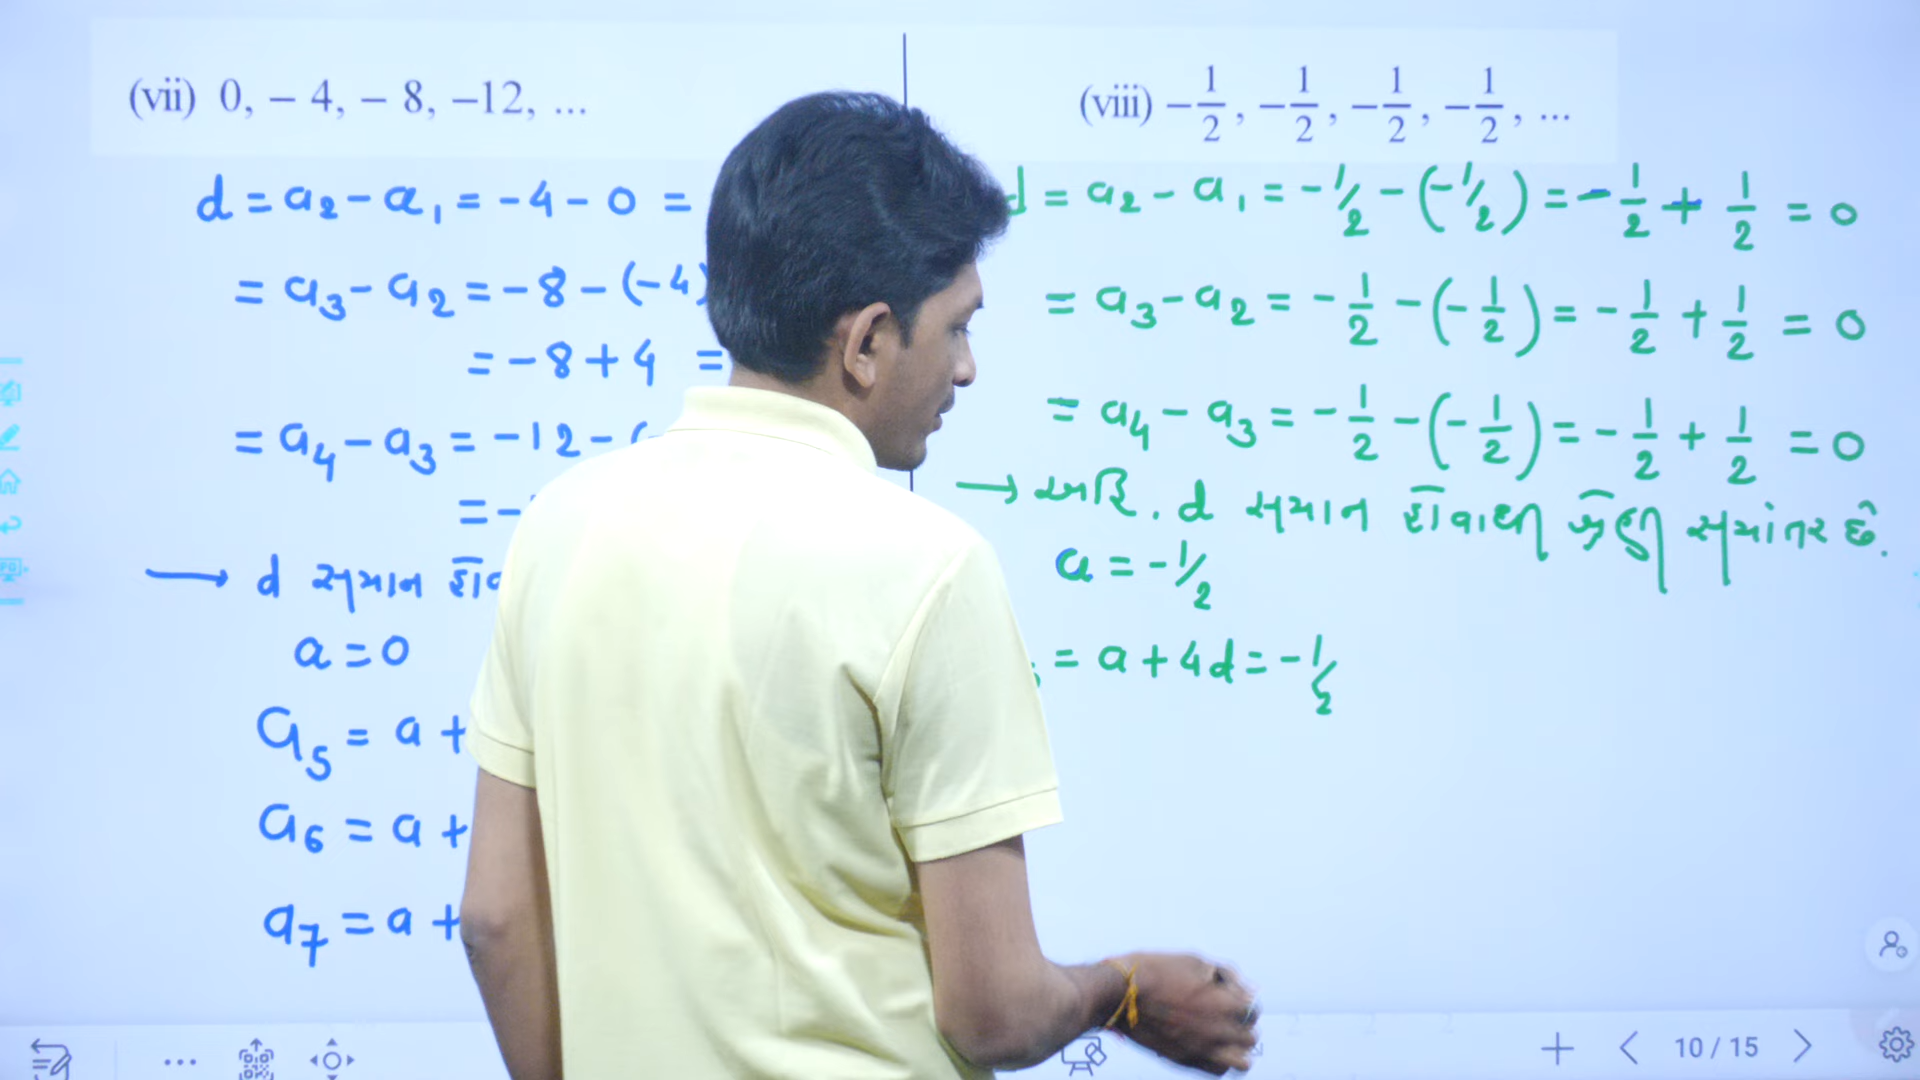 (vii) 0, – 4, – 8, –12, ...
d = a₂ - a₁ = -4 - 0 =
= a₃ - a₂ = -8 - (-4)
= -8 + 4 =
= a₄ - a₃ = -12 - (
= -
→ d સમાન
a = 0
a₅ = a +
a₆ = a +
a₇ = a +
(viii) –1/2, –1/2, –1/2, –1/2, ...
d = a₂ - a₁ = -1/2 - (-1/2) = -1/2 + 1/2 = 0
= a₃ - a₂ = -1/2 - (-1/2) = -1/2 + 1/2 = 0
= a₄ - a₃ = -1/2 - (-1/2) = -1/2 + 1/2 = 0
→ અહિ. d સમાન હોવાથી શ્રેણી સમાંતર છે.
a = -1/2
= a + 4d = -1/2
10 / 15